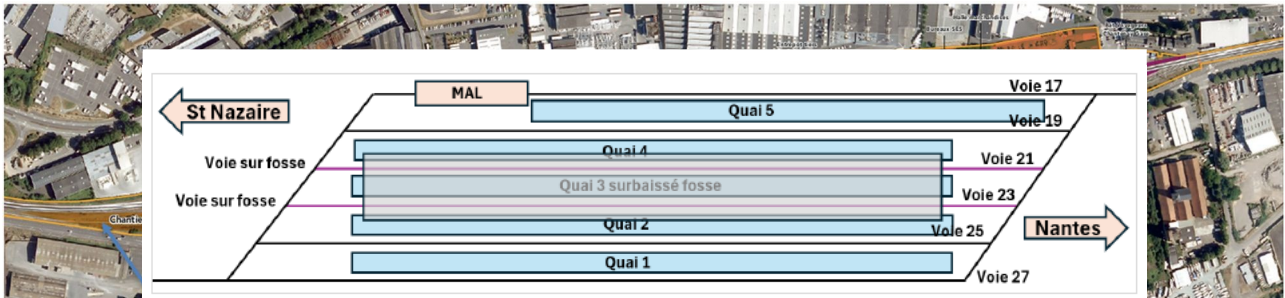 MAL
Voie 17
St Nazaire
Quai 5
Voie 19
Quai 4
Voie sur fosse
Voie 21
Quai 3 surbaissé fosse
Voie sur fosse
Voie 23
Quai 2
Voie 25
Nantes
Quai 1
Voie 27